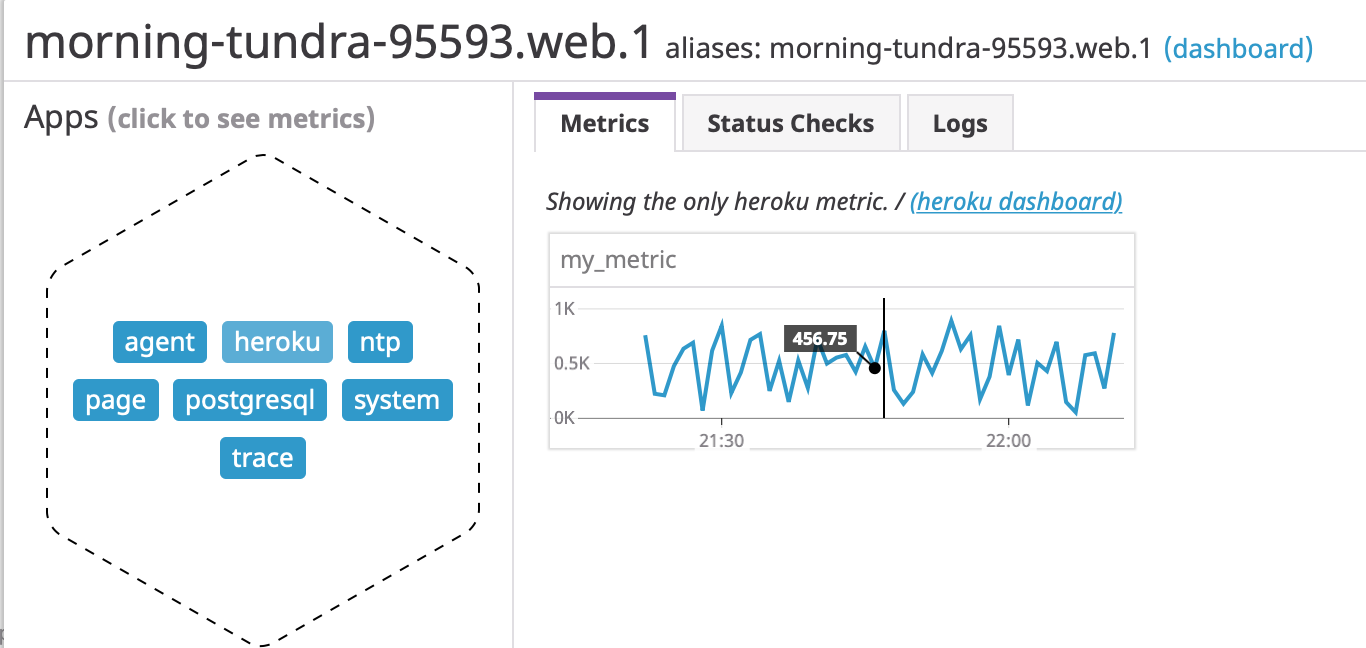 morning-tundra-95593.web.1 aliases: morning-tundra-95593.web.1 (dashboard)
Apps (click to see metrics)
agent heroku ntp
page postgresql system
trace
Metrics Status Checks Logs
Showing the only heroku metric. / (heroku dashboard)
my_metric
1K
456.75
0.5K
0K
21:30 22:00